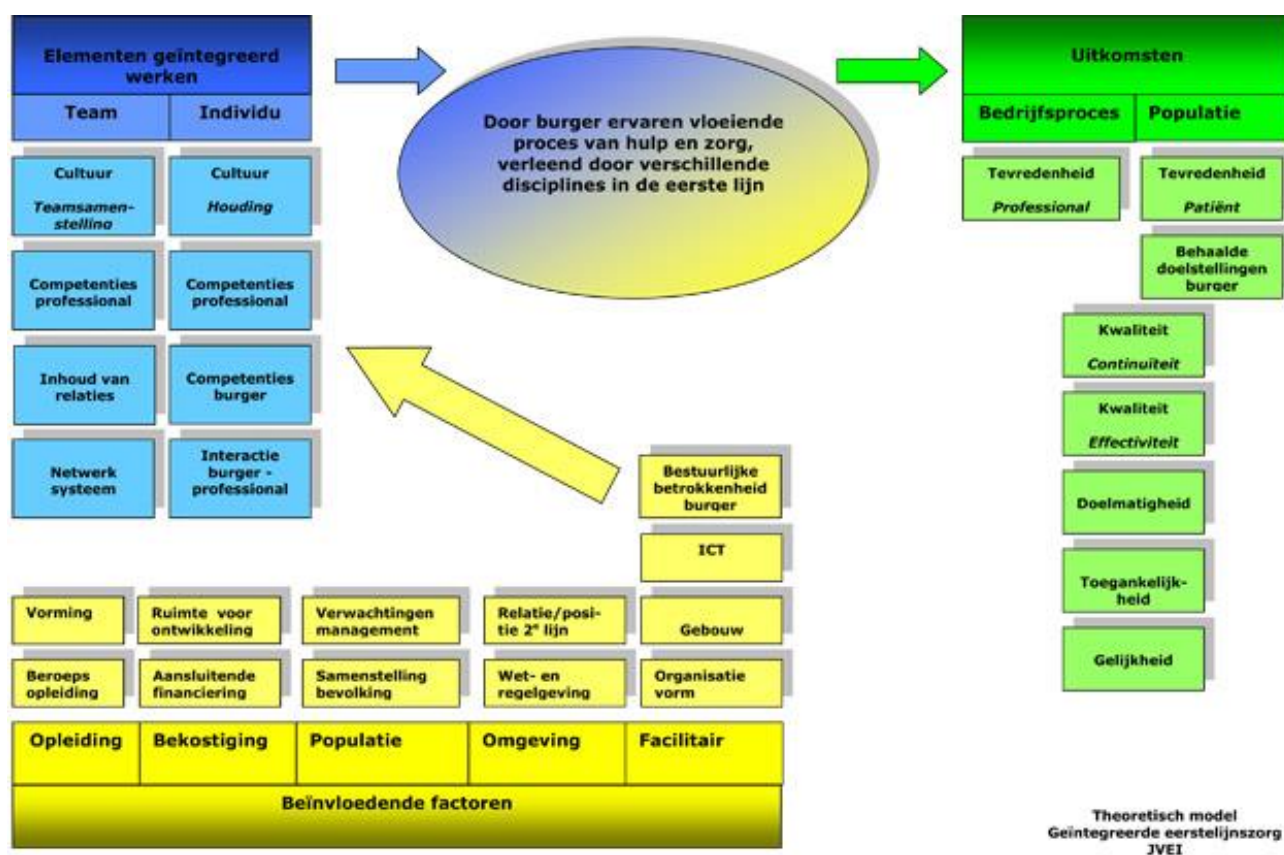 Elementen geïntegreerd
werken
Team
Individu
Cultuur
Teamsamen-
stelling
Cultuur
Houding
Competenties
professional
Competenties
professional
Inhoud van
relaties
Competenties
burger
Netwerk
systeem
Interactie
burger -
professional
Door burger ervaren vloeiende
proces van hulp en zorg,
verleend door verschillende
disciplines in de eerste lijn
Uitkomsten
Bedrijfsproces
Populatie
Tevredenheid
Professional
Tevredenheid
Patiënt
Behaalde
doelstellingen
burger
Kwaliteit
Continuïteit
Kwaliteit
Effectiviteit
Doelmatigheid
Toegankelijk-
heid
Gelijkheid
Bestuurlijke
betrokkenheid
burger
ICT
Vorming
Ruimte voor
ontwikkeling
Verwachtingen
management
Relatie/posi-
tie 2e lijn
Gebouw
Beroeps
opleiding
Aansluitende
financiering
Samenstelling
bevolking
Wet- en
regelgeving
Organisatie
vorm
Opleiding
Bekostiging
Populatie
Omgeving
Facilitair
Beïnvloedende factoren
Theoretisch model
Geïntegreerde eerstelijnszorg
JVEI